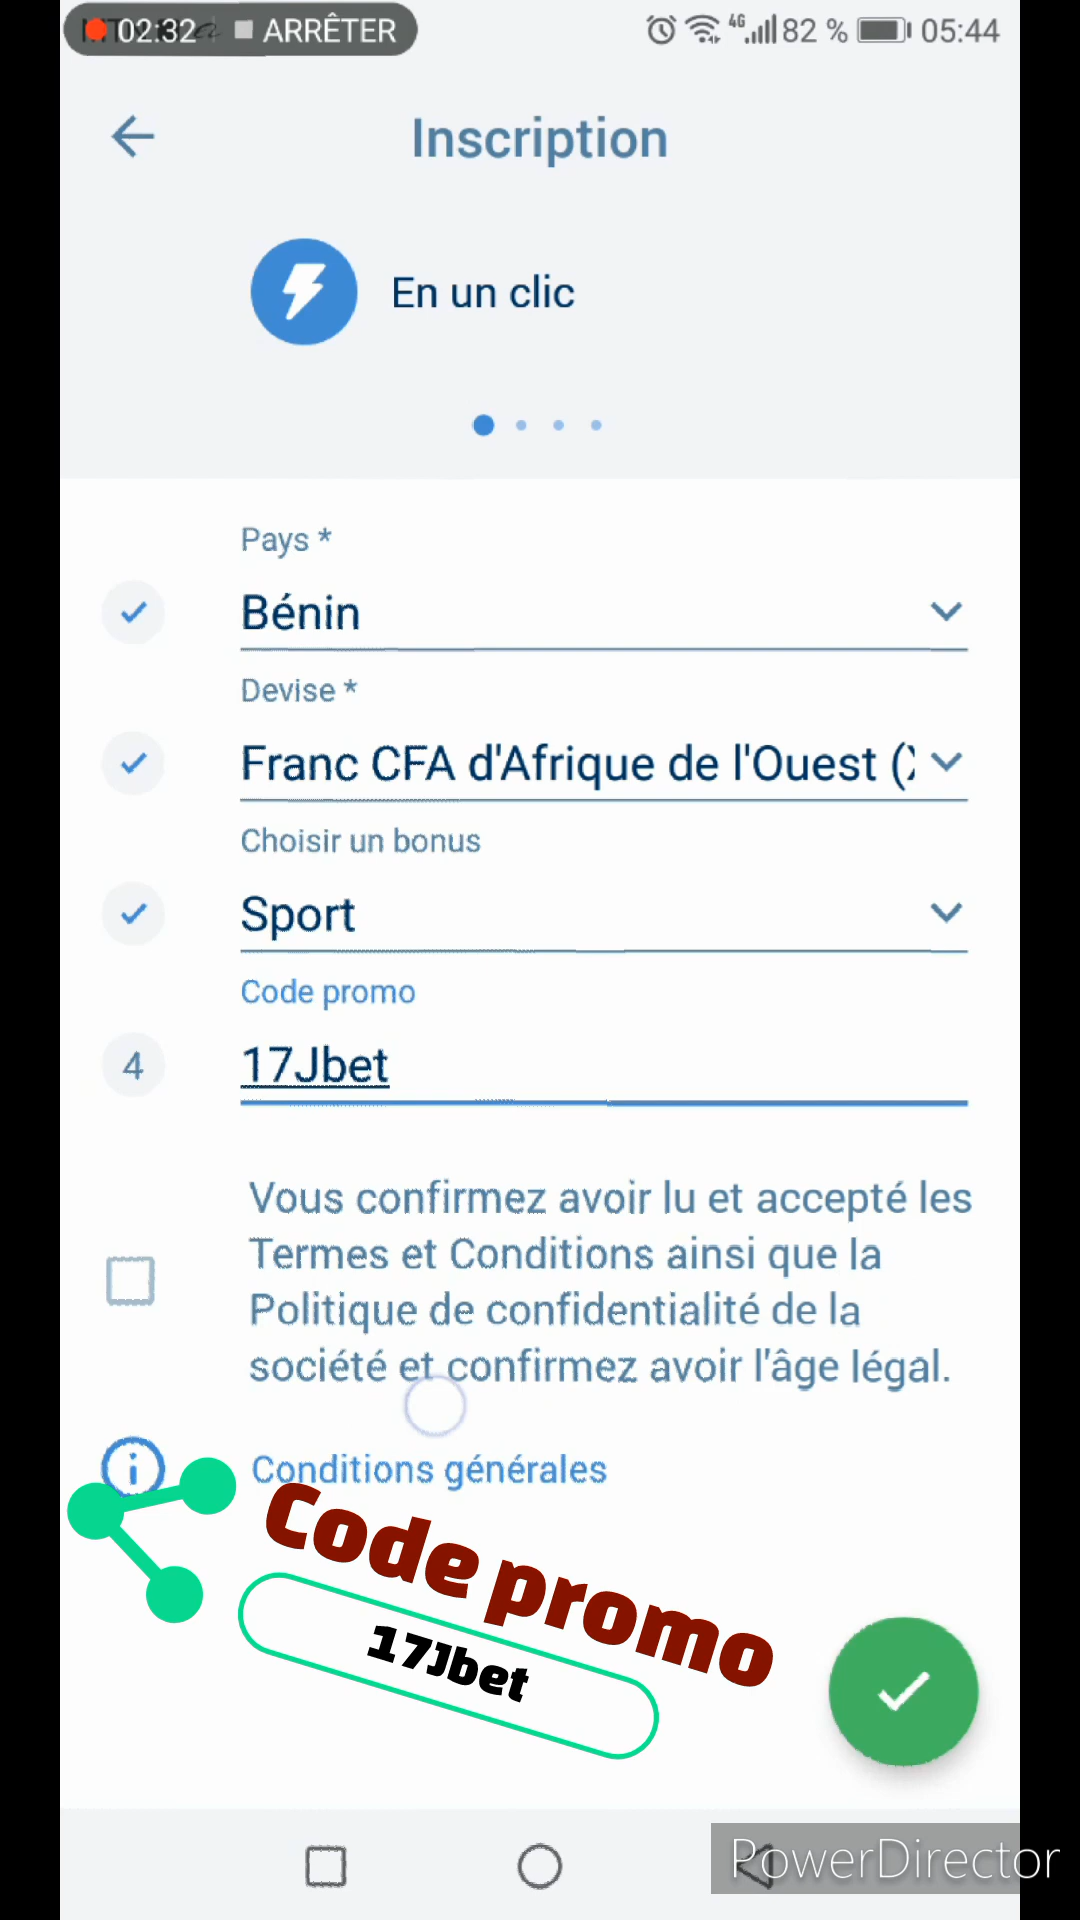 02:32 ARRÊTER 4G 82 % 05:44
Inscription
En un clic
Pays *
Bénin
Devise *
Franc CFA d'Afrique de l'Ouest (
Choisir un bonus
Sport
Code promo
4 17Jbet
Vous confirmez avoir lu et accepté les
Termes et Conditions ainsi que la
Politique de confidentialité de la
société et confirmez avoir l'âge légal.
Conditions générales
Code promo
17Jbet
PowerDirector